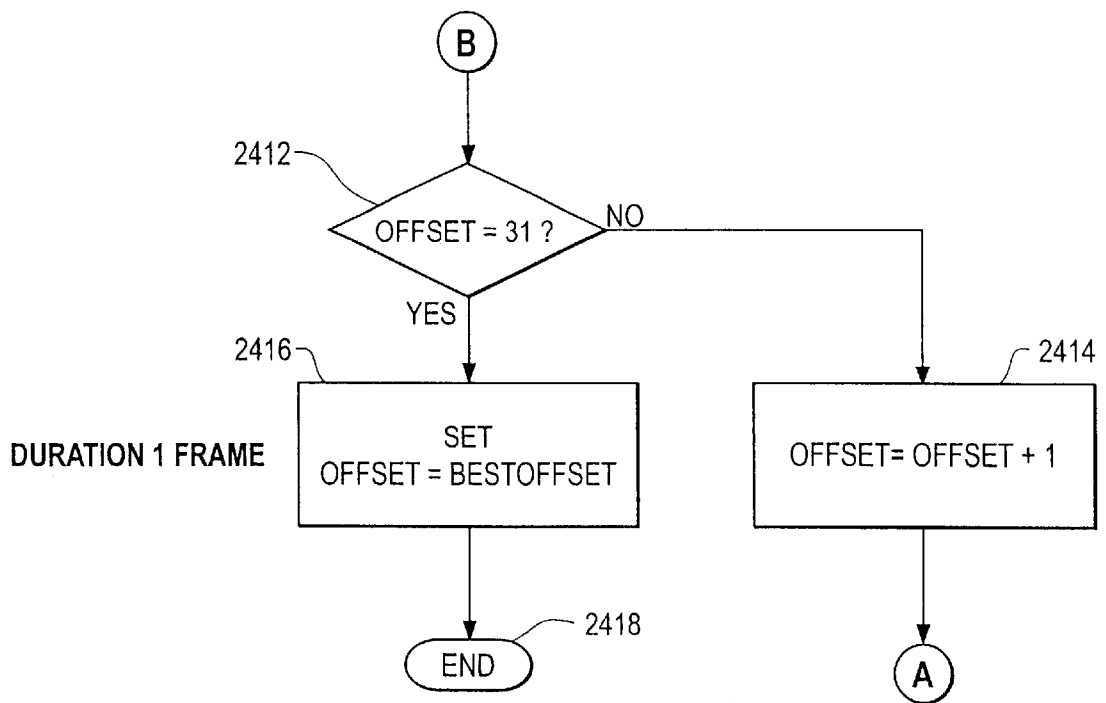 B
2412
OFFSET = 31 ?
NO
YES
2416
2414
DURATION 1 FRAME
SET
OFFSET = BESTOFFSET
OFFSET= OFFSET + 1
2418
END
A